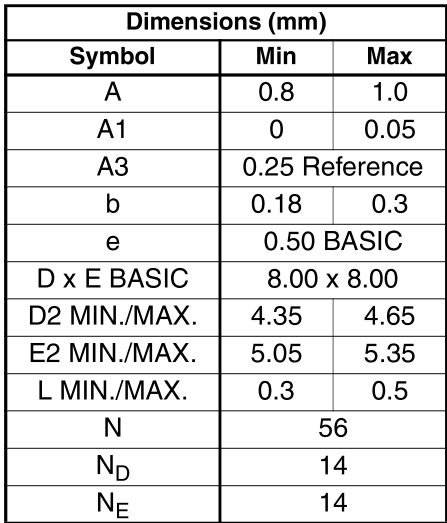 Dimensions (mm)
Symbol Min Max
A 0.8 1.0
A1 0 0.05
A3 0.25 Reference
b 0.18 0.3
e 0.50 BASIC
D x E BASIC 8.00 x 8.00
D2 MIN./MAX. 4.35 4.65
E2 MIN./MAX. 5.05 5.35
L MIN./MAX. 0.3 0.5
N 56
N_D 14
N_E 14